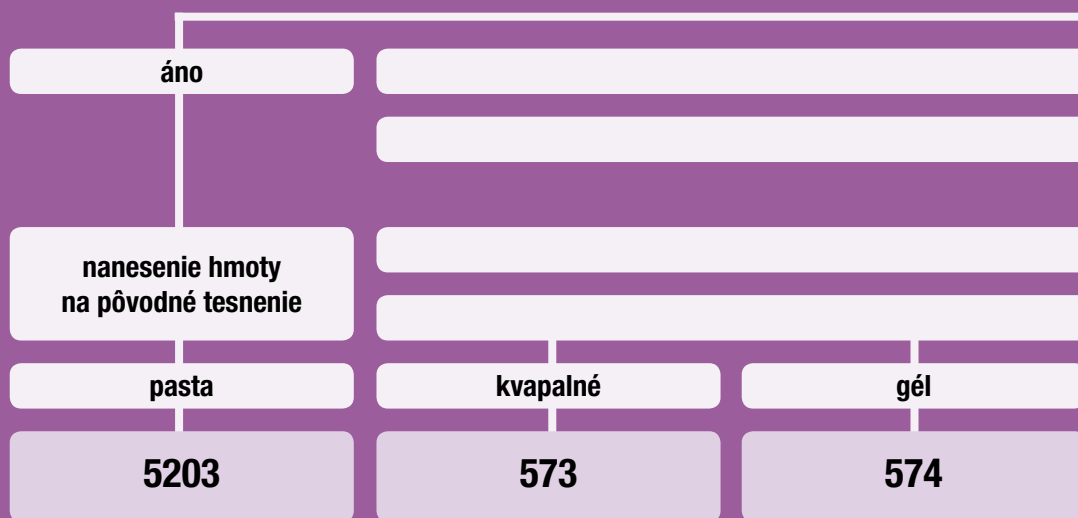 áno
nanesenie hmoty
na pôvodné tesnenie
pasta
kvapalné
gél
5203
573
574